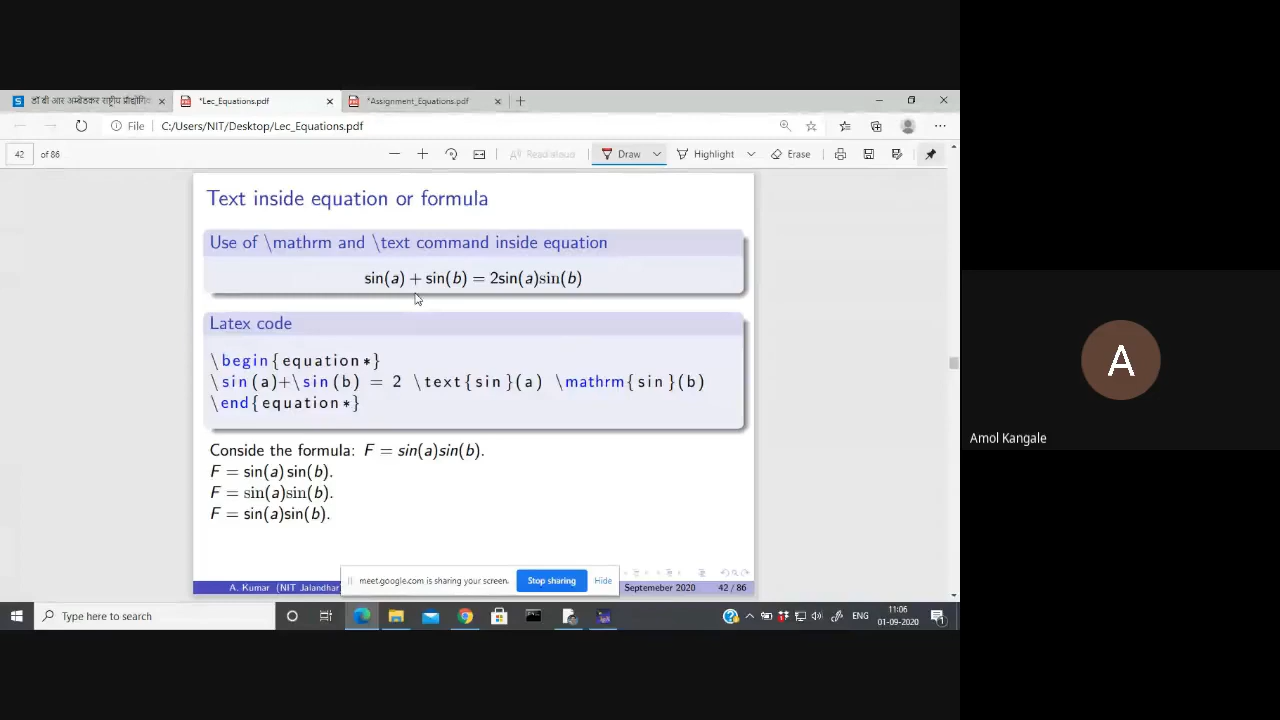 डॉ बी आर अम्बेडकर राष्ट्रीय प्रौद्योगिक
*Lec_Equations.pdf
*Assignment_Equations.pdf
File C:/Users/NIT/Desktop/Lec_Equations.pdf
42 of 86 Read aloud Draw Highlight Erase
Text inside equation or formula
Use of \mathrm and \text command inside equation
sin(a) + sin(b) = 2sin(a)sin(b)
Latex code
\begin{equation*}
\sin(a)+\sin(b) = 2 \text{sin}(a) \mathrm{sin}(b)
\end{equation*}
Conside the formula: F = sin(a)sin(b).
F = sin(a) sin(b).
F = sin(a)sin(b).
F = sin(a)sin(b).
meet.google.com is sharing your screen. Stop sharing Hide
A. Kumar (NIT Jalandhar) Septemeber 2020 42 / 86
Type here to search
ENG 11:06
01-09-2020
1
A
Amol Kangale